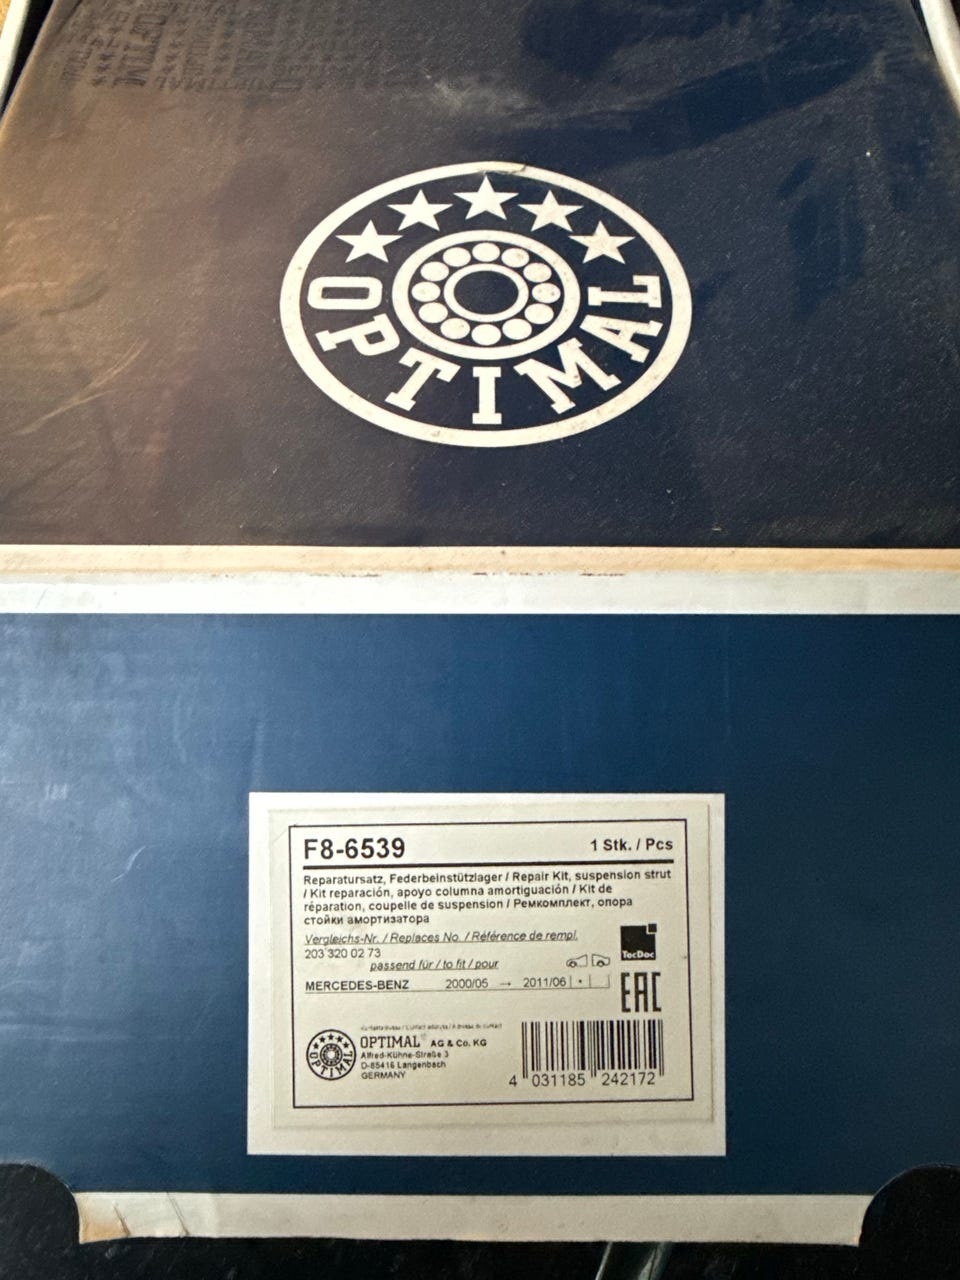 OPTIMAL
F8-6539 1 Stk. / Pcs
Reparatursatz, Federbeinstützlager / Repair Kit, suspension strut
/ Kit reparación, apoyo columna amortiguación / Kit de
réparation, coupelle de suspension / Ремкомплект, опора
стойки амортизатора
Vergleichs-Nr. / Replaces No. / Référence de rempl.
203 320 02 73
TecDoc
passend für / to fit / pour
MERCEDES-BENZ 2000/05 → 2011/06
EAC
OPTIMAL
OPTIMAL® AG & Co. KG
Alfred-Kühne-Straße 3
D-85416 Langenbach
GERMANY
4 031185 242172